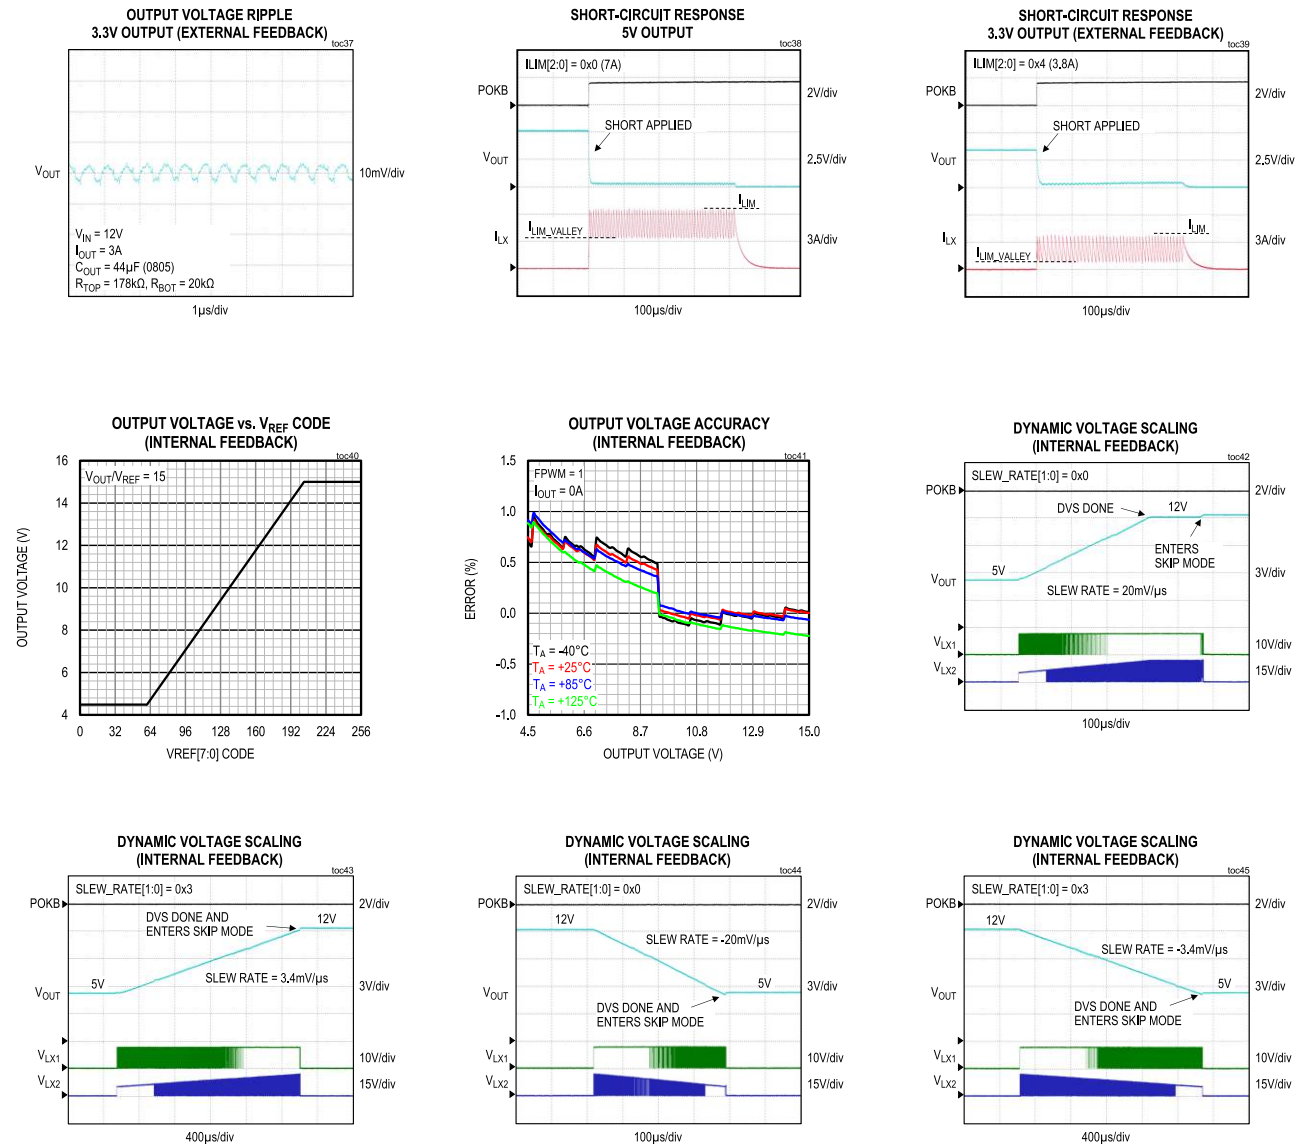 OUTPUT VOLTAGE RIPPLE
3.3V OUTPUT (EXTERNAL FEEDBACK)
toc37
VOUT
10mV/div
VIN = 12V
IOUT = 3A
COUT = 44µF (0805)
RTOP = 178kΩ, RBOT = 20kΩ
1µs/div
SHORT-CIRCUIT RESPONSE
5V OUTPUT
toc38
ILIM[2:0] = 0x0 (7A)
POKB
2V/div
SHORT APPLIED
VOUT
2.5V/div
ILIM
ILIM_VALLEY
ILX
3A/div
100µs/div
SHORT-CIRCUIT RESPONSE
3.3V OUTPUT (EXTERNAL FEEDBACK)
toc39
ILIM[2:0] = 0x4 (3.8A)
POKB
2V/div
SHORT APPLIED
VOUT
2.5V/div
ILIM
ILX
3A/div
ILIM_VALLEY
100µs/div
OUTPUT VOLTAGE vs. VREF CODE
(INTERNAL FEEDBACK)
toc40
VOUT/VREF = 15
OUTPUT VOLTAGE (V)
16
14
12
10
8
6
4
0 32 64 96 128 160 192 224 256
VREF[7:0] CODE
OUTPUT VOLTAGE ACCURACY
(INTERNAL FEEDBACK)
toc41
FPWM = 1
IOUT = 0A
ERROR (%)
1.5
1.0
0.5
0.0
-0.5
-1.0
TA = -40°C
TA = +25°C
TA = +85°C
TA = +125°C
4.5 6.6 8.7 10.8 12.9 15.0
OUTPUT VOLTAGE (V)
DYNAMIC VOLTAGE SCALING
(INTERNAL FEEDBACK)
toc42
SLEW_RATE[1:0] = 0x0
POKB
2V/div
DVS DONE
12V
ENTERS
SKIP MODE
5V
VOUT
3V/div
SLEW RATE = 20mV/µs
VLX1
10V/div
VLX2
15V/div
100µs/div
DYNAMIC VOLTAGE SCALING
(INTERNAL FEEDBACK)
toc43
SLEW_RATE[1:0] = 0x3
POKB
2V/div
DVS DONE AND
ENTERS SKIP MODE
12V
5V
SLEW RATE = 3.4mV/µs
VOUT
3V/div
VLX1
10V/div
VLX2
15V/div
400µs/div
DYNAMIC VOLTAGE SCALING
(INTERNAL FEEDBACK)
toc44
SLEW_RATE[1:0] = 0x0
POKB
2V/div
12V
SLEW RATE = -20mV/µs
5V
VOUT
3V/div
DVS DONE AND
ENTERS SKIP MODE
VLX1
10V/div
VLX2
15V/div
100µs/div
DYNAMIC VOLTAGE SCALING
(INTERNAL FEEDBACK)
toc45
SLEW_RATE[1:0] = 0x3
POKB
2V/div
12V
SLEW RATE = -3.4mV/µs
5V
VOUT
3V/div
DVS DONE AND
ENTERS SKIP MODE
VLX1
10V/div
VLX2
15V/div
400µs/div